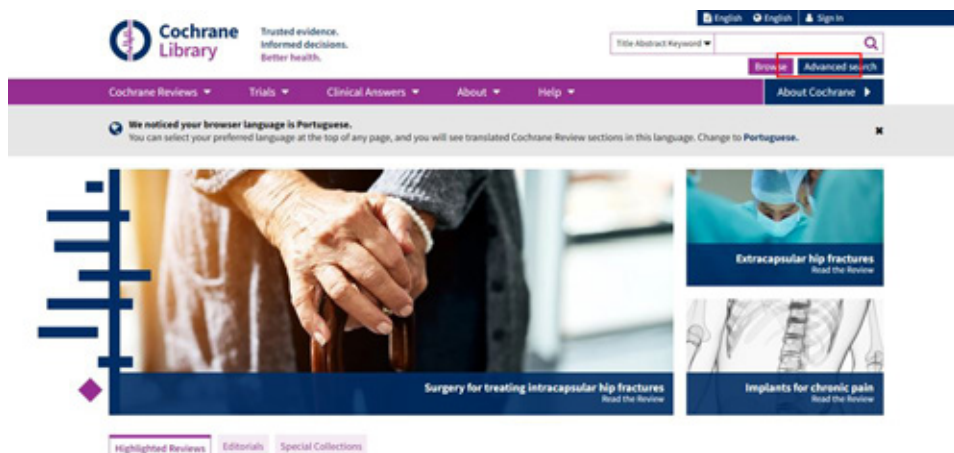 English English Sign In
Cochrane
Library
Trusted evidence.
Informed decisions.
Better health.
Title Abstract Keyword
Browse Advanced search
Cochrane Reviews Trials Clinical Answers About Help About Cochrane
We noticed your browser language is Portuguese.
You can select your preferred language at the top of any page, and you will see translated Cochrane Review sections in this language. Change to Portuguese.
Extracapsular hip fractures
Read the Review
Surgery for treating intracapsular hip fractures
Read the Review
Implants for chronic pain
Read the Review
Highlighted Reviews Editorials Special Collections